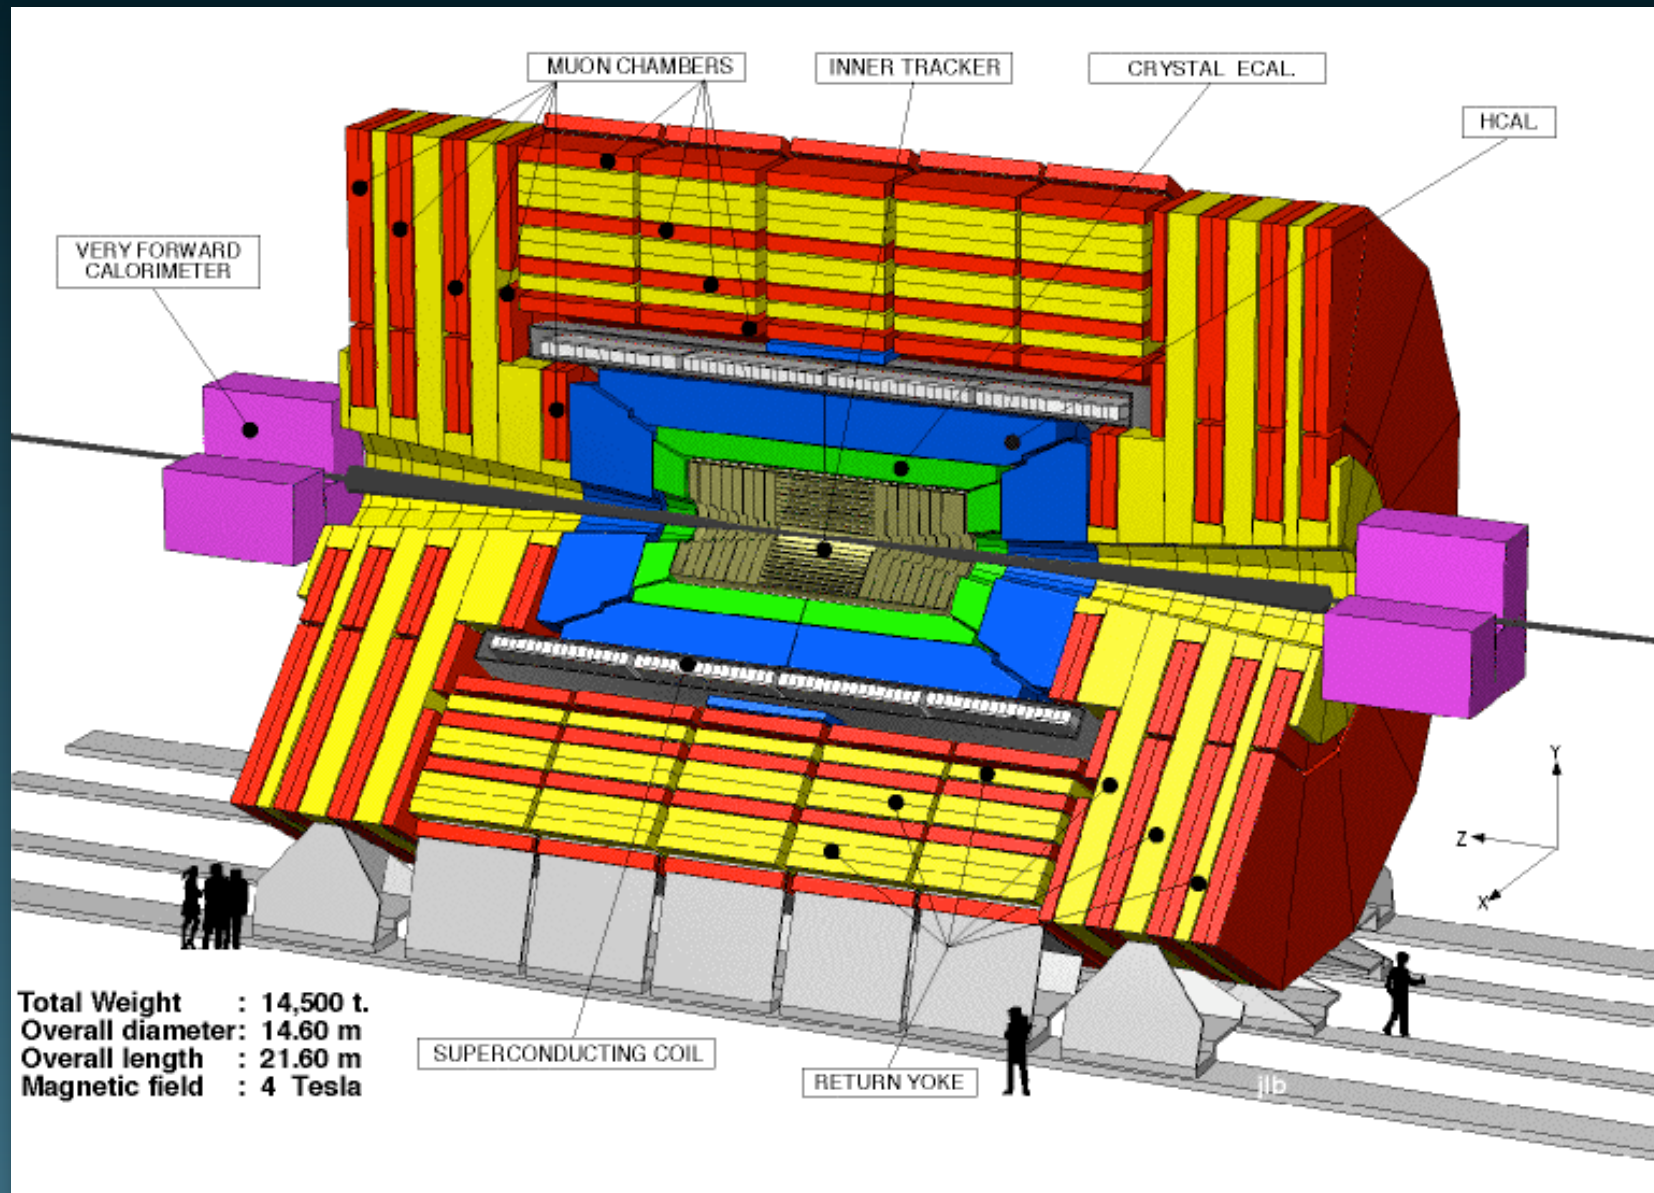 MUON CHAMBERS
INNER TRACKER
CRYSTAL ECAL.
HCAL
VERY FORWARD
CALORIMETER
Y
Z
X
Total Weight : 14,500 t.
Overall diameter: 14.60 m
Overall length : 21.60 m
Magnetic field : 4 Tesla
SUPERCONDUCTING COIL
RETURN YOKE
jlb